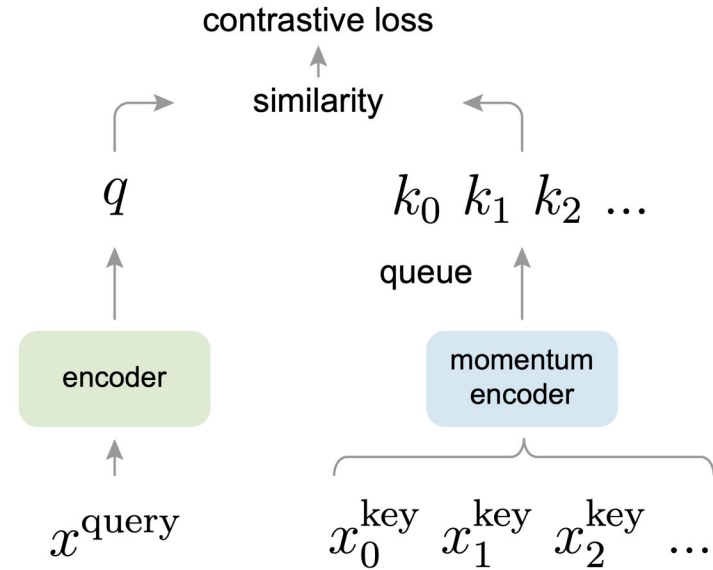 contrastive loss
similarity
q
k₀ k₁ k₂ ...
queue
encoder
momentum
encoder
x^query
x₀^key x₁^key x₂^key ...